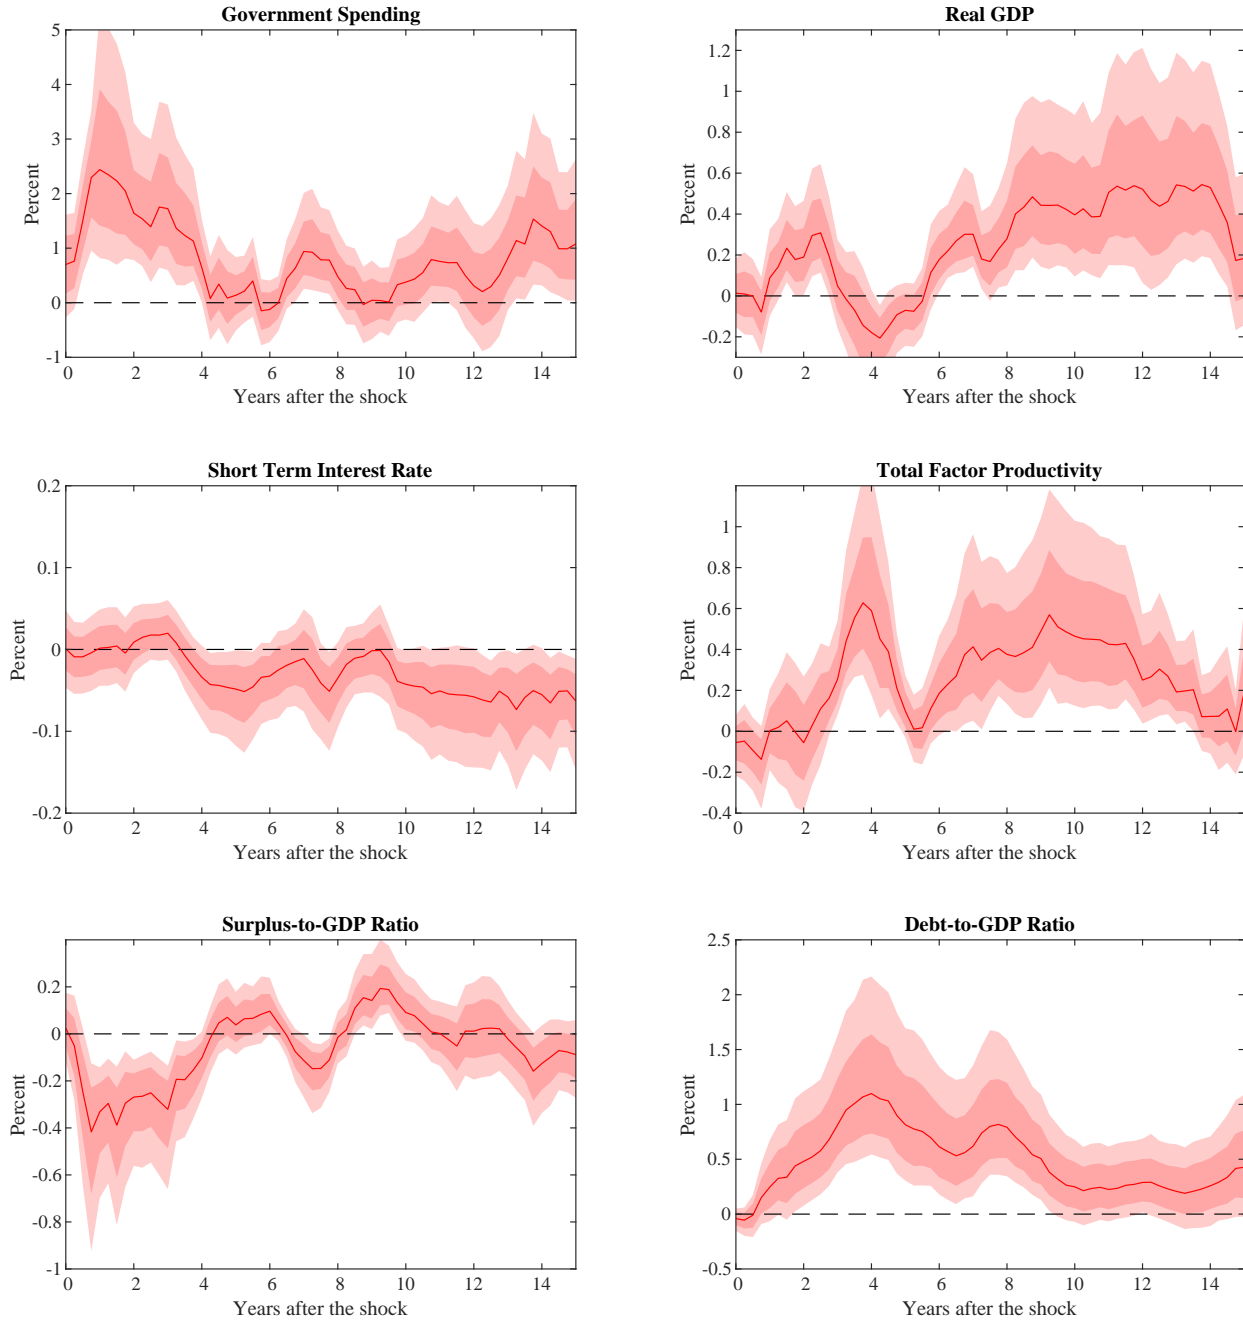 Government Spending
5
4
3
2
1
0
-1
Percent
0 2 4 6 8 10 12 14
Years after the shock
Real GDP
1.2
1
0.8
0.6
0.4
0.2
0
-0.2
Percent
0 2 4 6 8 10 12 14
Years after the shock
Short Term Interest Rate
0.2
0.1
0
-0.1
-0.2
Percent
0 2 4 6 8 10 12 14
Years after the shock
Total Factor Productivity
1
0.8
0.6
0.4
0.2
0
-0.2
-0.4
Percent
0 2 4 6 8 10 12 14
Years after the shock
Surplus-to-GDP Ratio
0.2
0
-0.2
-0.4
-0.6
-0.8
-1
Percent
0 2 4 6 8 10 12 14
Years after the shock
Debt-to-GDP Ratio
2.5
2
1.5
1
0.5
0
-0.5
Percent
0 2 4 6 8 10 12 14
Years after the shock